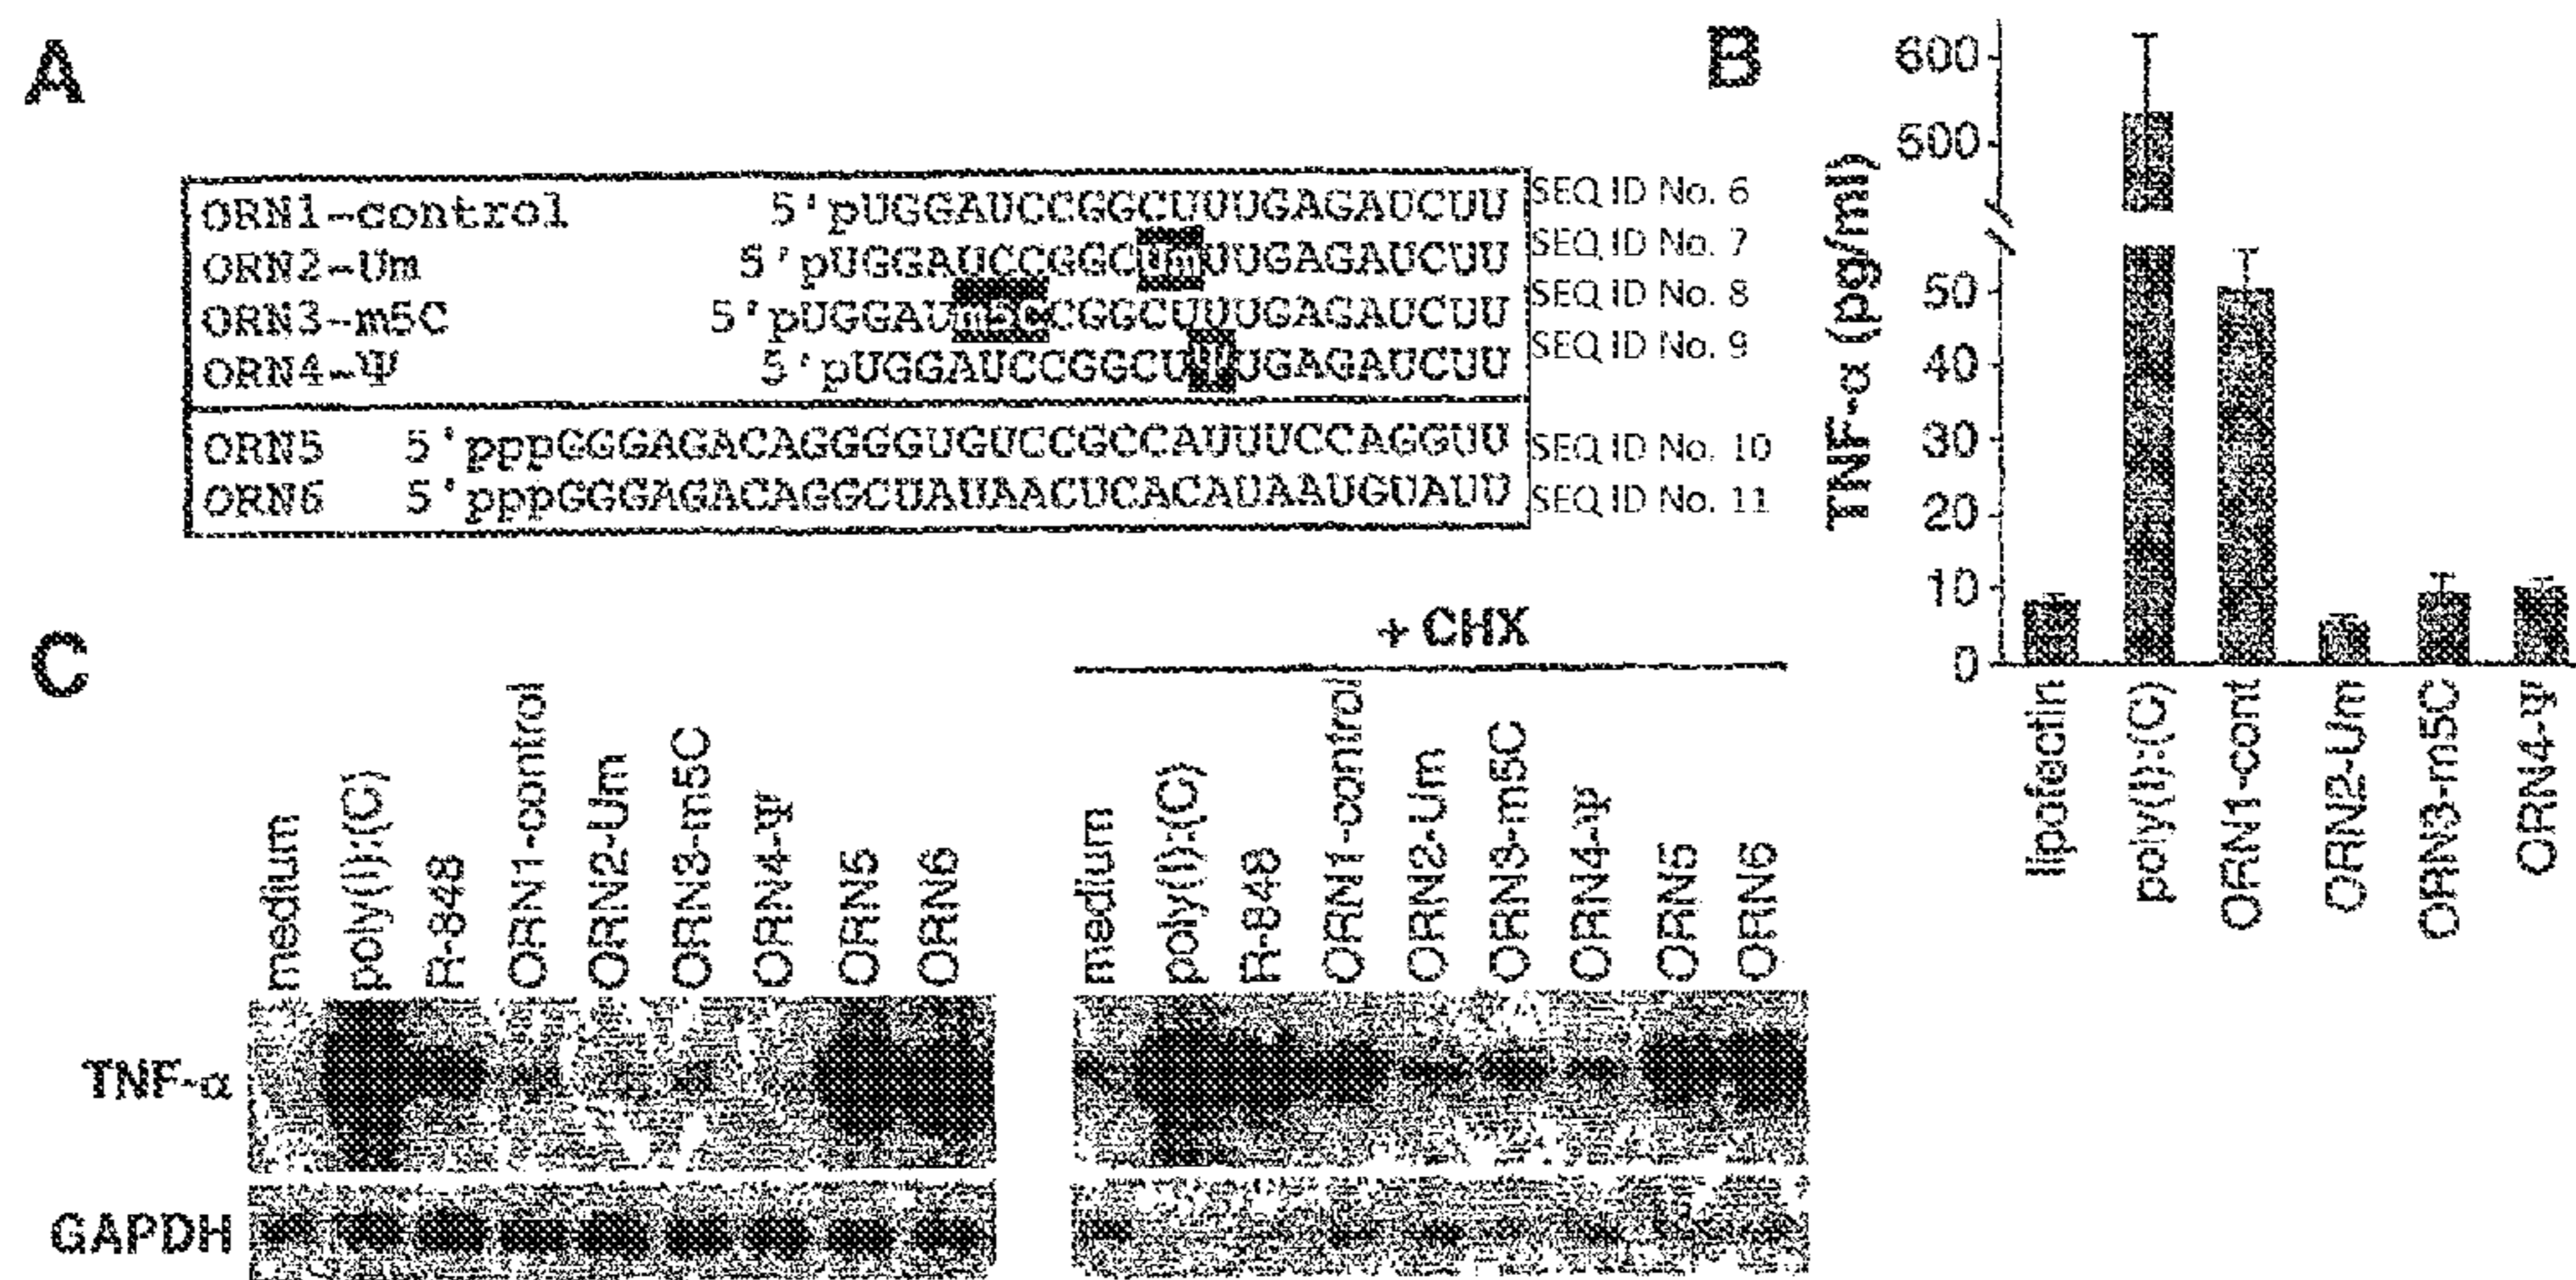 A
ORN1-control 5'pUGGAUCCGGCUUUGAGAUCUU SEQ ID No. 6
ORN2-Um 5'pUGGAUCCGGCUmUUGAGAUCUU SEQ ID No. 7
ORN3-m5C 5'pUGGAUm5CCGGCUUUGAGAUCUU SEQ ID No. 8
ORN4-Ψ 5'pUGGAUCCGGCUΨUGAGAUCUU SEQ ID No. 9
ORN5 5'pppGGGAGACAGGGGUGUCCGCCAUUUCCAGGUU SEQ ID No. 10
ORN6 5'pppGGGAGACAGGCUAUAACUCACAUAAUGUAUU SEQ ID No. 11
B
TNF-α (pg/ml)
600
500
50
40
30
20
10
0
lipofectin
poly(I):(C)
ORN1-cont
ORN2-Um
ORN3-m5C
ORN4-Ψ
C
medium
poly(I):(C)
R-848
ORN1-control
ORN2-Um
ORN3-m5C
ORN4-Ψ
ORN5
ORN6
+ CHX
medium
poly(I):(C)
R-848
ORN1-control
ORN2-Um
ORN3-m5C
ORN4-Ψ
ORN5
ORN6
TNF-α
GAPDH